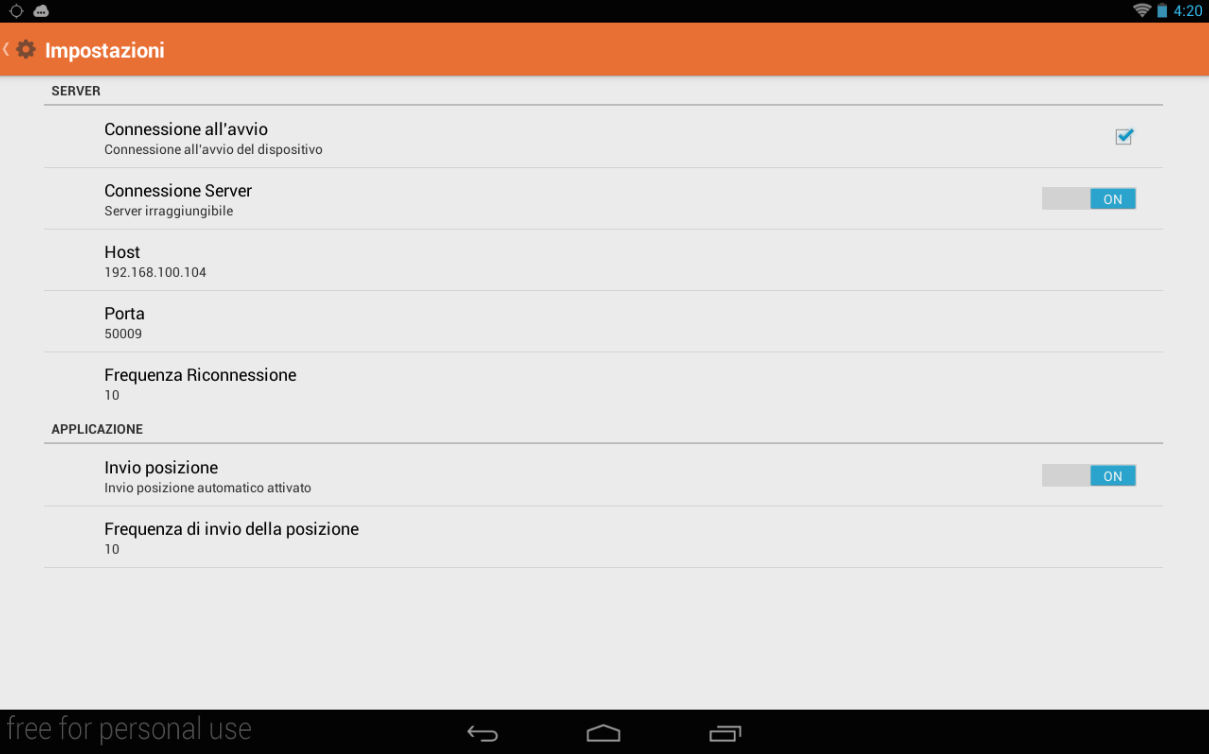 4:20
Impostazioni
SERVER
Connessione all'avvio
Connessione all'avvio del dispositivo
Connessione Server
Server irraggiungibile
ON
Host
192.168.100.104
Porta
50009
Frequenza Riconnessione
10
APPLICAZIONE
Invio posizione
Invio posizione automatico attivato
ON
Frequenza di invio della posizione
10
free for personal use